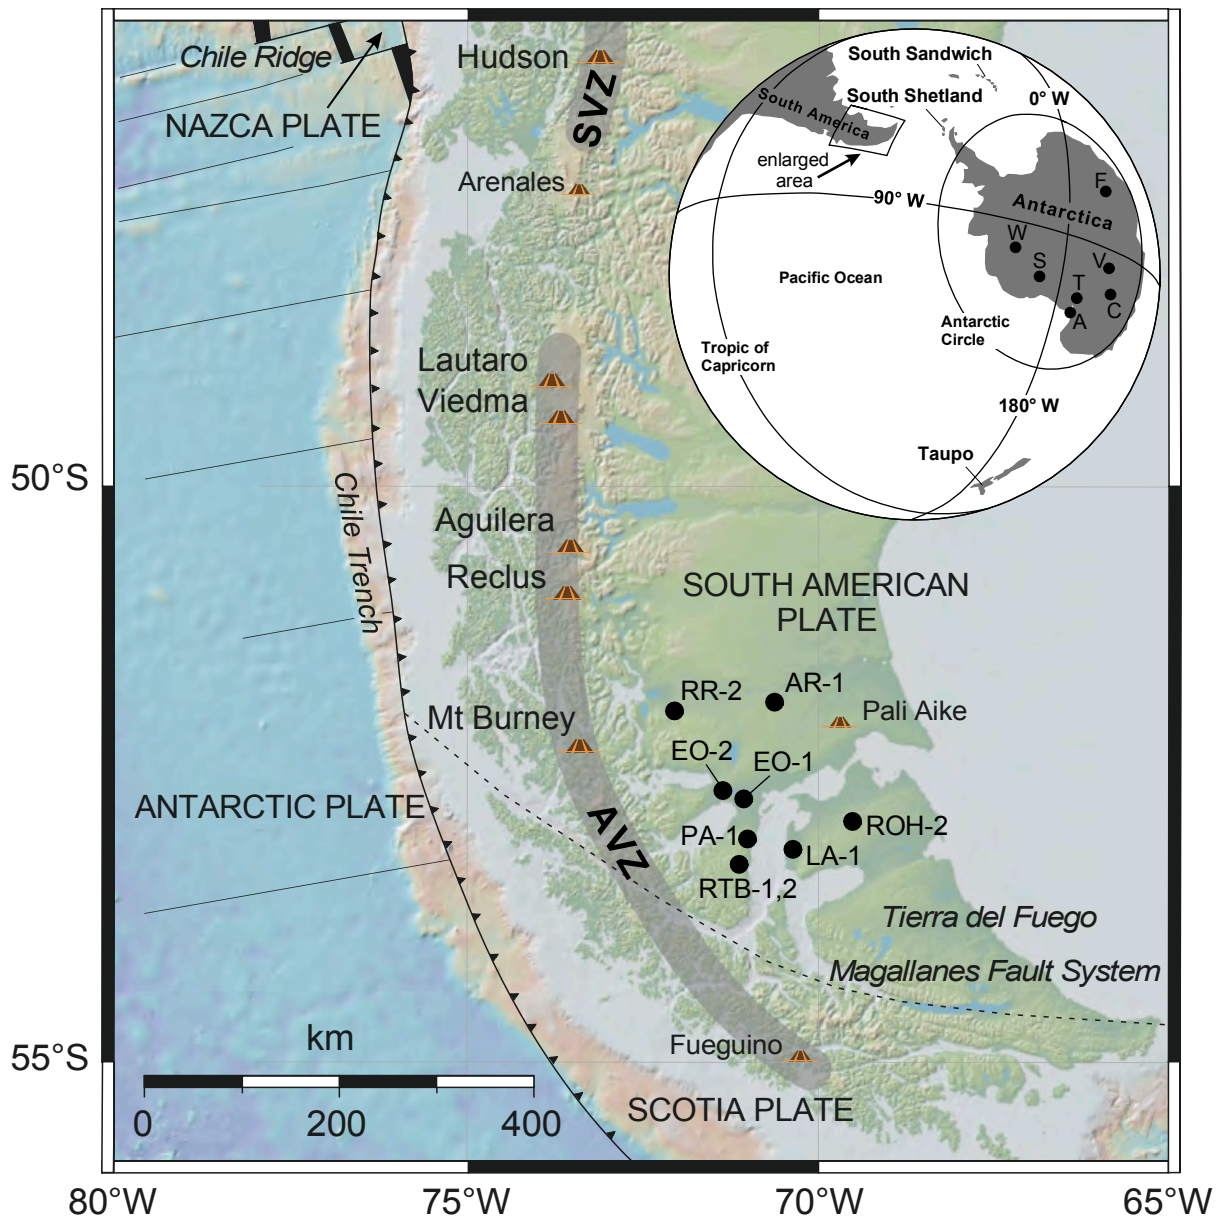 Chile Ridge
NAZCA PLATE
Hudson
SVZ
Arenales
South Sandwich
South Shetland
0° W
South America
enlarged
area
90° W
Antarctica
F
W
S
V
T
C
A
Pacific Ocean
Antarctic
Circle
Tropic of
Capricorn
180° W
Taupo
Lautaro
Viedma
50°S
Chile Trench
Aguilera
Reclus
SOUTH AMERICAN
PLATE
RR-2
AR-1
Pali Aike
Mt Burney
EO-2
EO-1
ANTARCTIC PLATE
AVZ
PA-1
ROH-2
LA-1
RTB-1,2
Tierra del Fuego
Magallanes Fault System
km
Fueguino
55°S
0
200
400
SCOTIA PLATE
80°W
75°W
70°W
65°W